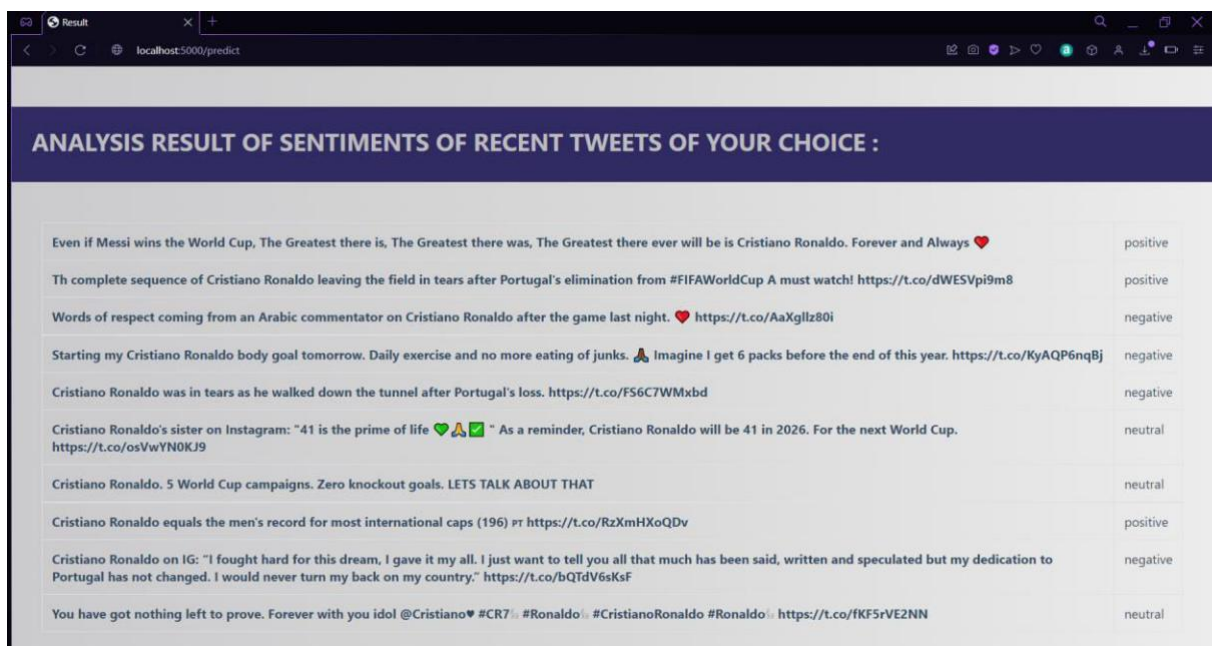 Result
localhost:5000/predict
ANALYSIS RESULT OF SENTIMENTS OF RECENT TWEETS OF YOUR CHOICE :
Even if Messi wins the World Cup, The Greatest there is, The Greatest there was, The Greatest there ever will be is Cristiano Ronaldo. Forever and Always ❤️ positive
Th complete sequence of Cristiano Ronaldo leaving the field in tears after Portugal's elimination from #FIFAWorldCup A must watch! https://t.co/dWESVpi9m8 positive
Words of respect coming from an Arabic commentator on Cristiano Ronaldo after the game last night. ❤️ https://t.co/AaXgllz80i negative
Starting my Cristiano Ronaldo body goal tomorrow. Daily exercise and no more eating of junks. 🙏🏾 Imagine I get 6 packs before the end of this year. https://t.co/KyAQP6nqBj negative
Cristiano Ronaldo was in tears as he walked down the tunnel after Portugal's loss. https://t.co/FS6C7WMxbd negative
Cristiano Ronaldo's sister on Instagram: "41 is the prime of life 💚🙏✅ " As a reminder, Cristiano Ronaldo will be 41 in 2026. For the next World Cup. neutral
https://t.co/osVwYN0KJ9
Cristiano Ronaldo. 5 World Cup campaigns. Zero knockout goals. LETS TALK ABOUT THAT neutral
Cristiano Ronaldo equals the men's record for most international caps (196) PT https://t.co/RzXmHXoQDv positive
Cristiano Ronaldo on IG: "I fought hard for this dream, I gave it my all. I just want to tell you all that much has been said, written and speculated but my dedication to negative
Portugal has not changed. I would never turn my back on my country." https://t.co/bQTdV6sKsF
You have got nothing left to prove. Forever with you idol @Cristiano♥ #CR7🐐 #Ronaldo🐐 #CristianoRonaldo #Ronaldo🐐 https://t.co/fKF5rVE2NN neutral